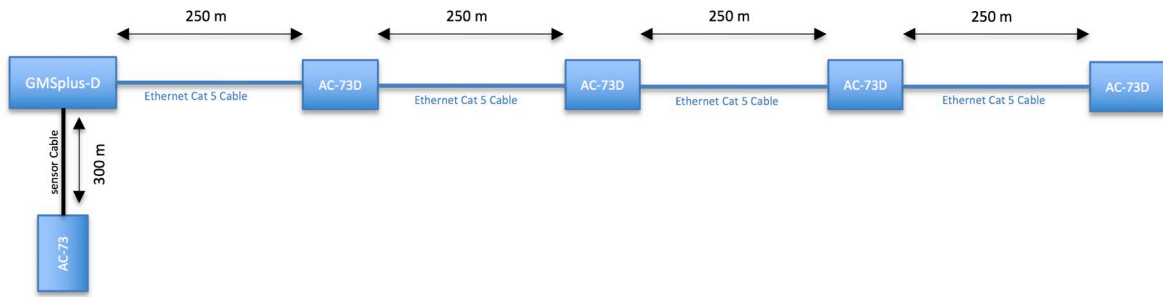 250 m
250 m
250 m
250 m
GMSplus-D
AC-73D
AC-73D
AC-73D
AC-73D
Ethernet Cat 5 Cable
Ethernet Cat 5 Cable
Ethernet Cat 5 Cable
Ethernet Cat 5 Cable
sensor Cable
300 m
AC-73